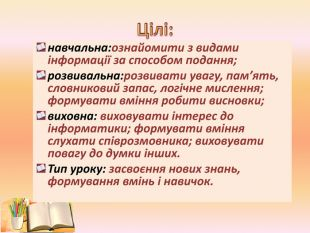 Цілі:
навчальна:ознайомити з видами
інформації за способом подання;
розвивальна:розвивати увагу, пам'ять,
словниковий запас, логічне мислення;
формувати вміння робити висновки;
виховна: виховувати інтерес до
інформатики; формувати вміння
слухати співрозмовника; виховувати
повагу до думки інших.
Тип уроку: засвоєння нових знань,
формування вмінь і навичок.